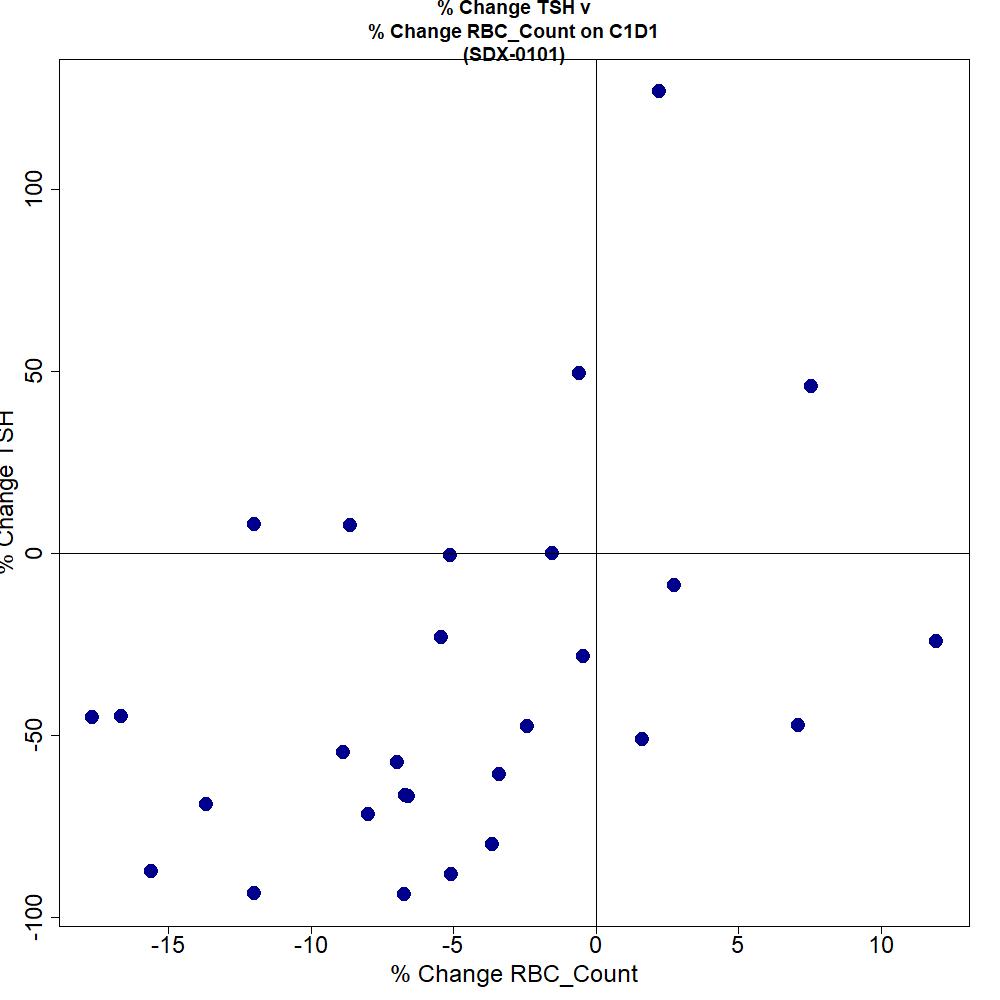 % Change TSH v
% Change RBC_Count on C1D1
(SDX-0101)
% Change TSH
100
50
0
-50
-100
-15
-10
-5
0
5
10
% Change RBC_Count